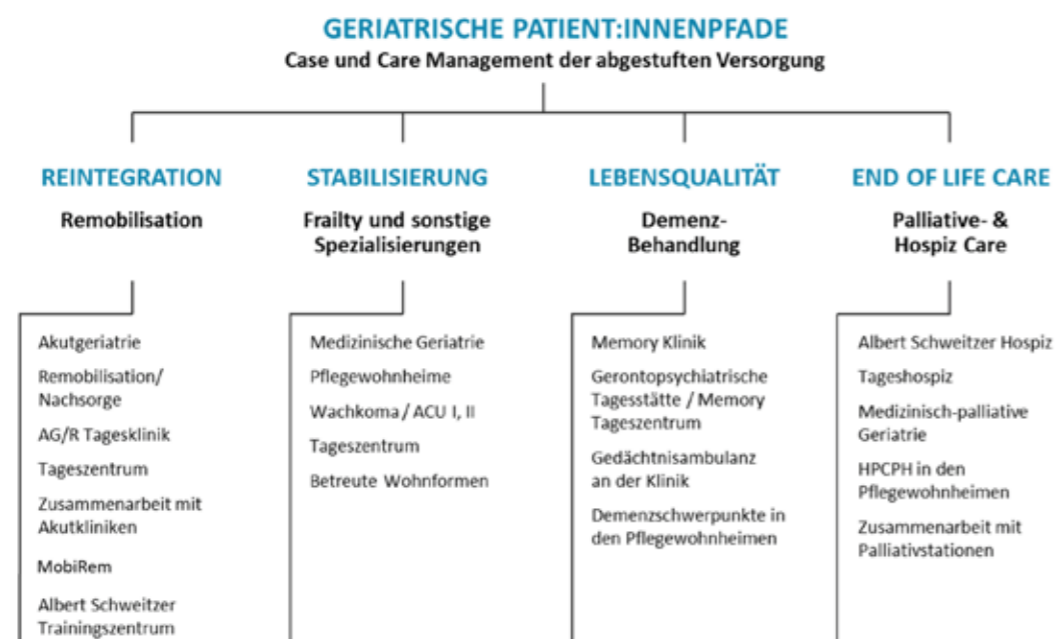 GERIATRISCHE PATIENT:INNENPFADE
Case und Care Management der abgestuften Versorgung
REINTEGRATION
Remobilisation
Akutgeriatrie
Remobilisation/
Nachsorge
AG/R Tagesklinik
Tageszentrum
Zusammenarbeit mit
Akutkliniken
MobiRem
Albert Schweitzer
Trainingszentrum
STABILISIERUNG
Frailty und sonstige
Spezialisierungen
Medizinische Geriatrie
Pflegewohnheime
Wachkoma / ACU I, II
Tageszentrum
Betreute Wohnformen
LEBENSQUALITÄT
Demenz-
Behandlung
Memory Klinik
Gerontopsychiatrische
Tagesstätte / Memory
Tageszentrum
Gedächtnisambulanz
an der Klinik
Demenzschwerpunkte in
den Pflegewohnheimen
END OF LIFE CARE
Palliative- &
Hospiz Care
Albert Schweitzer Hospiz
Tageshospiz
Medizinisch-palliative
Geriatrie
HPCPH in den
Pflegewohnheimen
Zusammenarbeit mit
Palliativstationen